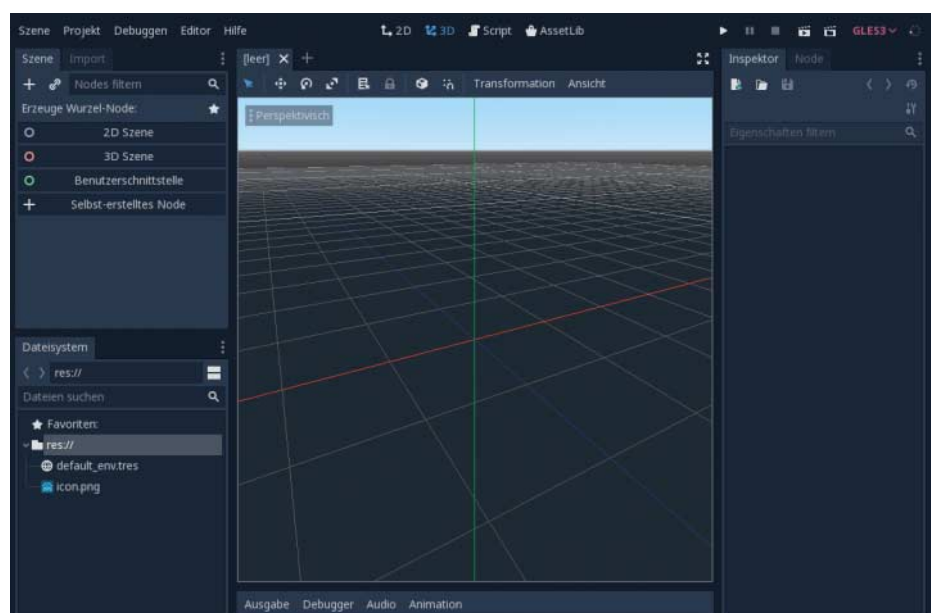 Szene Projekt Debuggen Editor Hilfe 2D 3D Script AssetLib GLES3
Szene Import
[leer]
Inspektor Node
Nodes filtern
Transformation Ansicht
Erzeuge Wurzel-Node:
Perspektivisch
2D Szene
Eigenschaften filtern
3D Szene
Benutzerschnittstelle
Selbst-erstelltes Node
Dateisystem
res://
Dateien suchen
Favoriten:
res://
default_env.tres
icon.png
Ausgabe Debugger Audio Animation